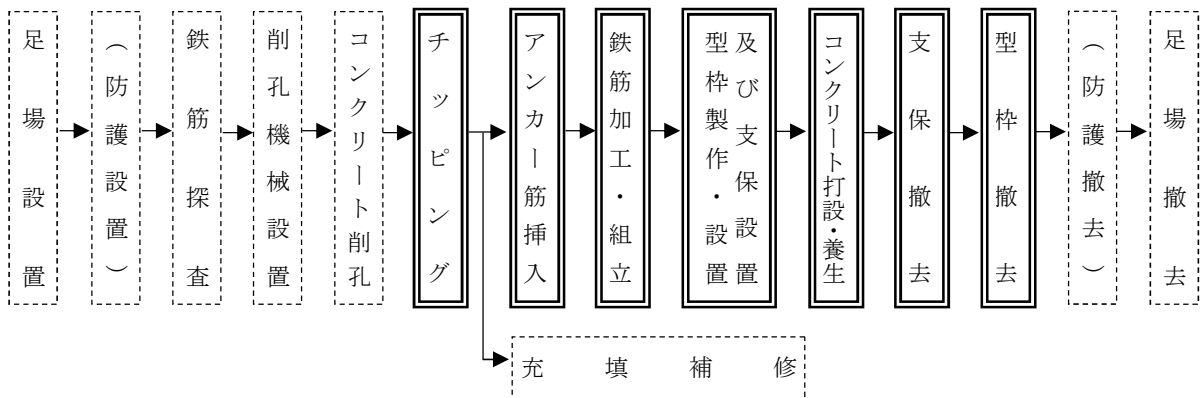 足場設置
（防護設置）
鉄筋探査
削孔機械設置
コンクリート削孔
チッピング
アンカー筋挿入
鉄筋加工・組立
型枠製作・設置
及び支保設置
コンクリート打設・養生
支保撤去
型枠撤去
（防護撤去）
足場撤去
充填補修